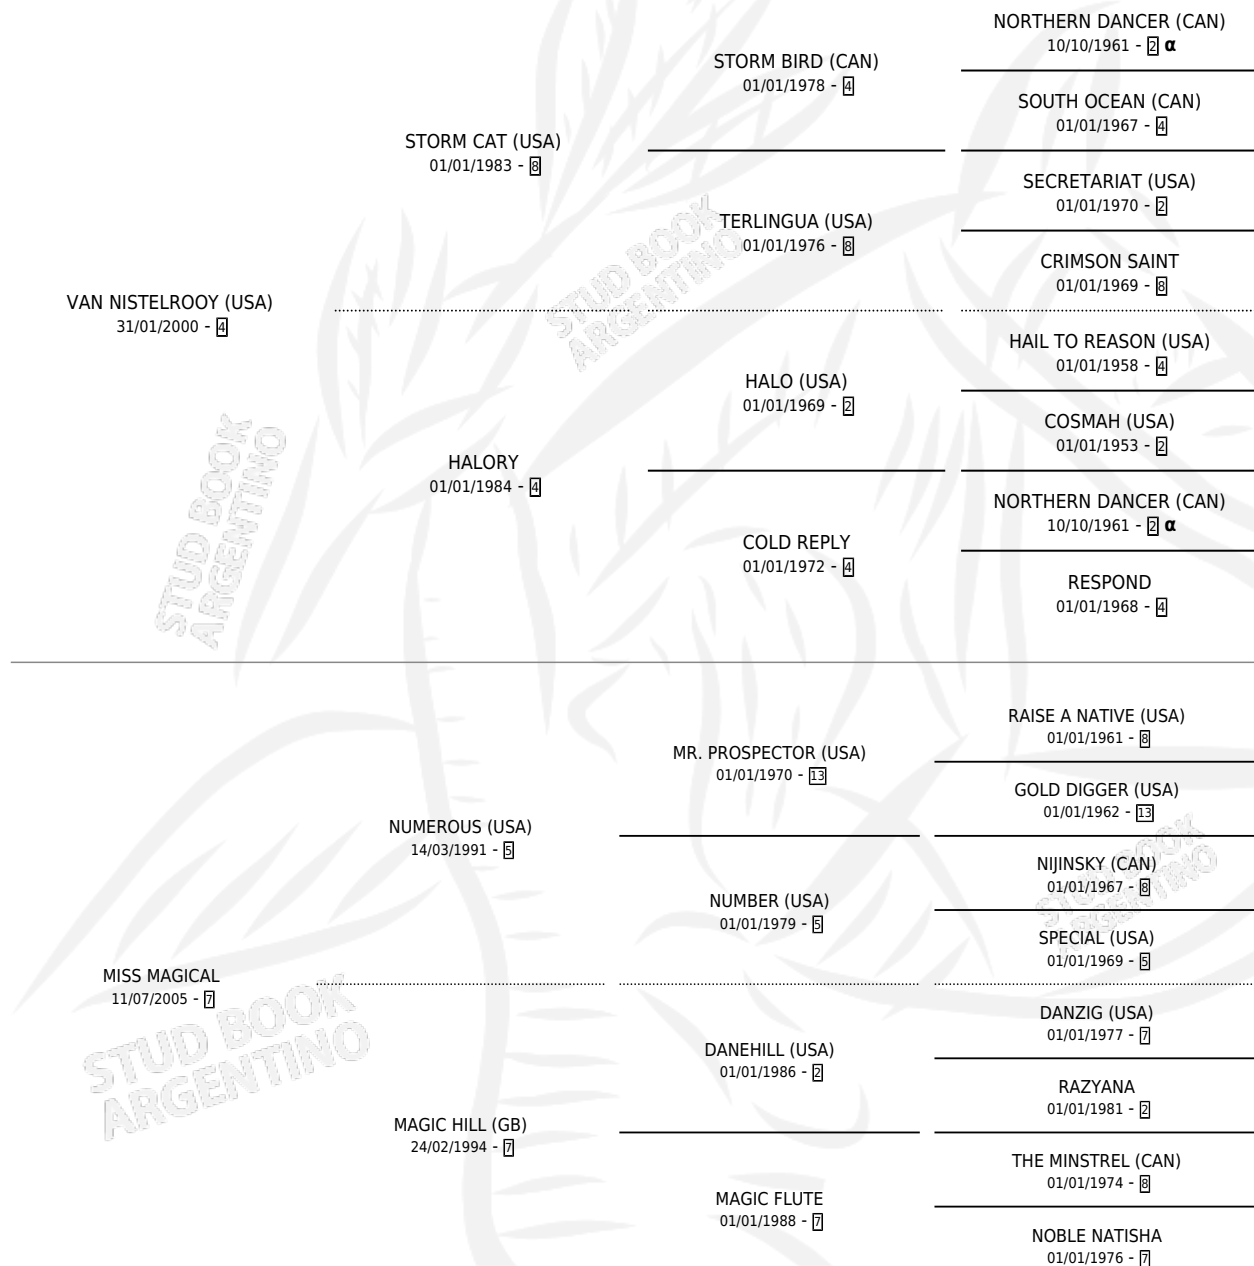 NORTHERN DANCER (CAN)
10/10/1961 - 2 α
STORM BIRD (CAN)
01/01/1978 - 4
SOUTH OCEAN (CAN)
01/01/1967 - 4
STORM CAT (USA)
01/01/1983 - 8
SECRETARIAT (USA)
01/01/1970 - 2
TERLINGUA (USA)
01/01/1976 - 8
CRIMSON SAINT
01/01/1969 - 8
VAN NISTELROOY (USA)
31/01/2000 - 4
HAIL TO REASON (USA)
01/01/1958 - 4
HALO (USA)
01/01/1969 - 2
COSMAH (USA)
01/01/1953 - 2
HALORY
01/01/1984 - 4
NORTHERN DANCER (CAN)
10/10/1961 - 2 α
COLD REPLY
01/01/1972 - 4
RESPOND
01/01/1968 - 4
RAISE A NATIVE (USA)
01/01/1961 - 8
MR. PROSPECTOR (USA)
01/01/1970 - 13
GOLD DIGGER (USA)
01/01/1962 - 13
NUMEROUS (USA)
14/03/1991 - 5
NIJINSKY (CAN)
01/01/1967 - 8
NUMBER (USA)
01/01/1979 - 5
SPECIAL (USA)
01/01/1969 - 5
MISS MAGICAL
11/07/2005 - 7
DANZIG (USA)
01/01/1977 - 7
DANEHILL (USA)
01/01/1986 - 2
RAZYANA
01/01/1981 - 2
MAGIC HILL (GB)
24/02/1994 - 7
THE MINSTREL (CAN)
01/01/1974 - 8
MAGIC FLUTE
01/01/1988 - 7
NOBLE NATISHA
01/01/1976 - 7
STUD BOOK
ARGENTINO
STUD BOOK
ARGENTINO
STUD BOOK
ARGENTINO
STUD BOOK
ARGENTINO